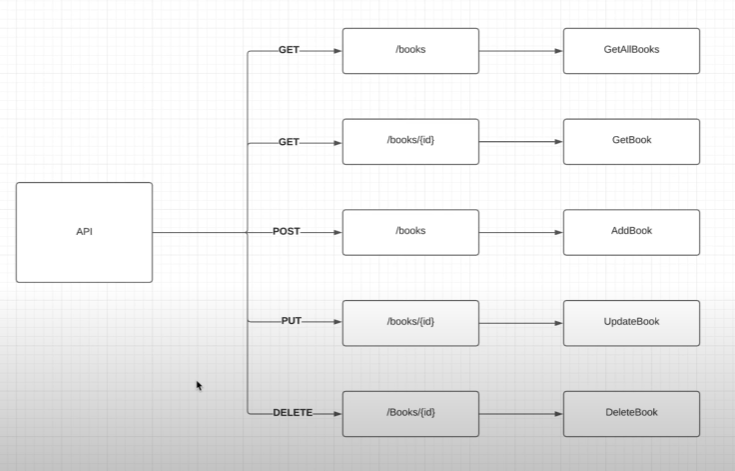 GET
/books
GetAllBooks
GET
/books/{id}
GetBook
API
POST
/books
AddBook
PUT
/books/{id}
UpdateBook
DELETE
/Books/{id}
DeleteBook